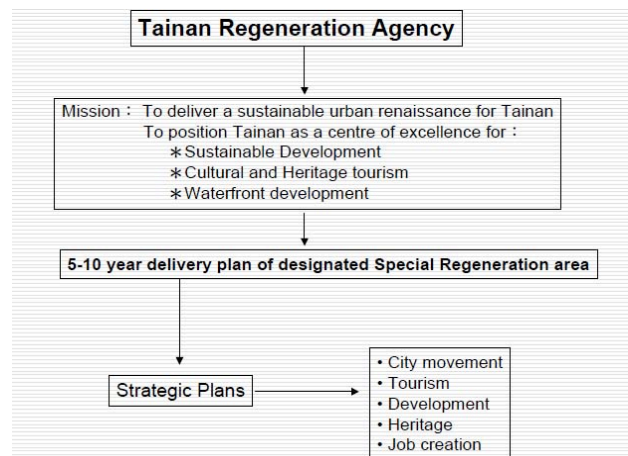 Tainan Regeneration Agency
Mission： To deliver a sustainable urban renaissance for Tainan
To position Tainan as a centre of excellence for：
＊Sustainable Development
＊Cultural and Heritage tourism
＊Waterfront development
5-10 year delivery plan of designated Special Regeneration area
Strategic Plans
• City movement
• Tourism
• Development
• Heritage
• Job creation